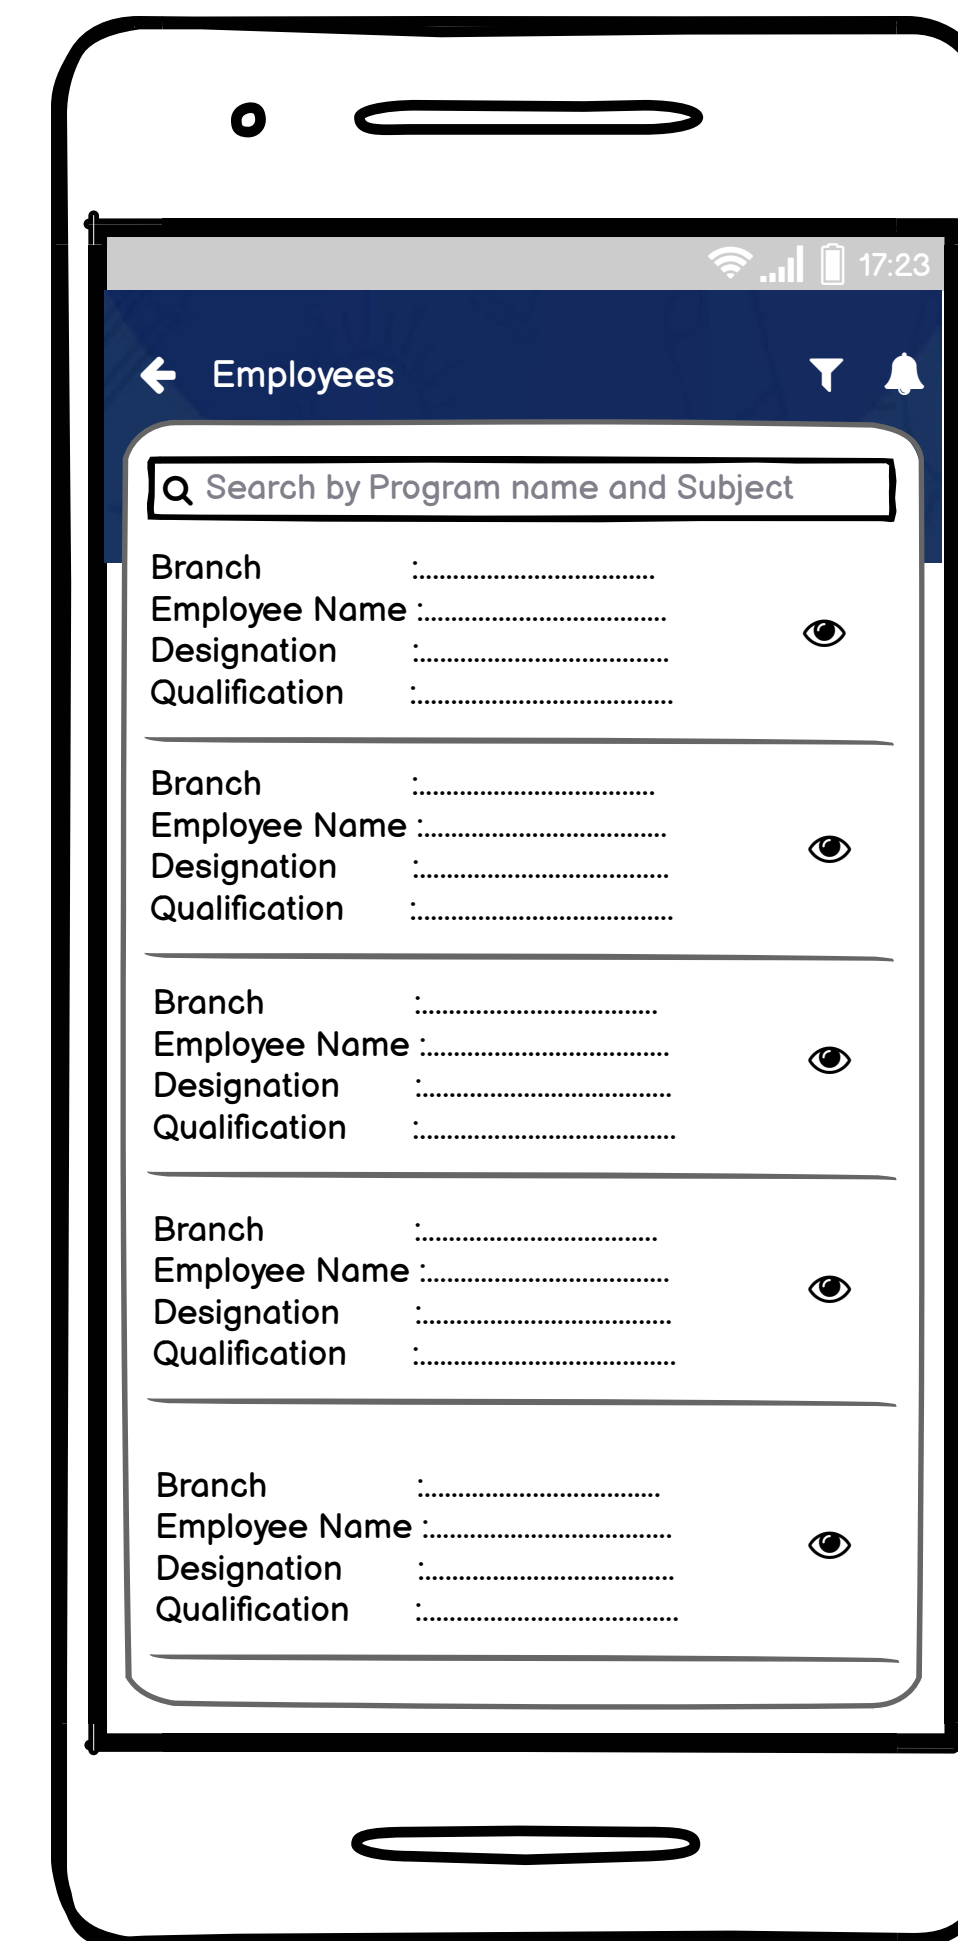 17:23
Employees
Search by Program name and Subject
Branch :...................................
Employee Name :....................................
Designation :......................................
Qualification :.......................................
Branch :...................................
Employee Name :....................................
Designation :......................................
Qualification :.......................................
Branch :...................................
Employee Name :....................................
Designation :......................................
Qualification :.......................................
Branch :...................................
Employee Name :....................................
Designation :......................................
Qualification :.......................................
Branch :...................................
Employee Name :....................................
Designation :......................................
Qualification :.......................................